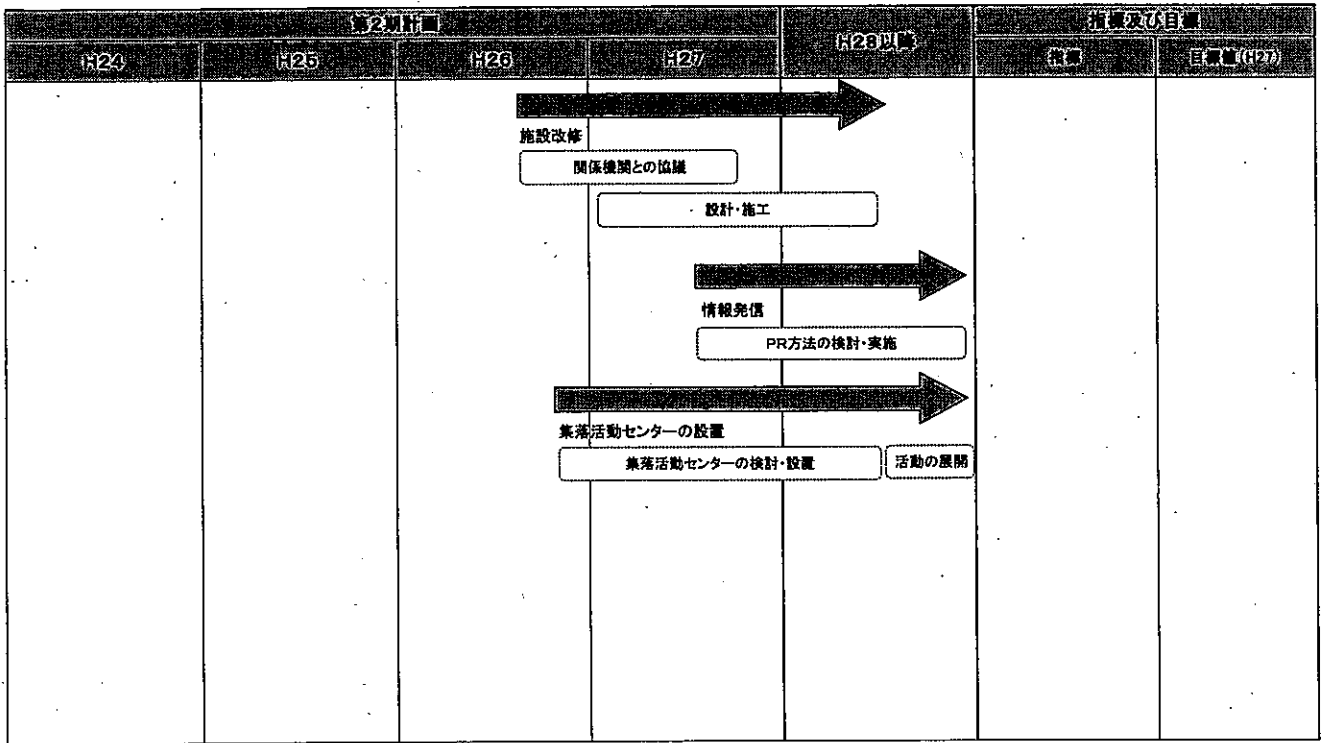 第2期計画
H28以降
指標及び目標
H24
H25
H26
H27
指標
目標値(H27)
施設改修
関係機関との協議
設計・施工
情報発信
PR方法の検討・実施
集落活動センターの設置
集落活動センターの検討・設置
活動の展開